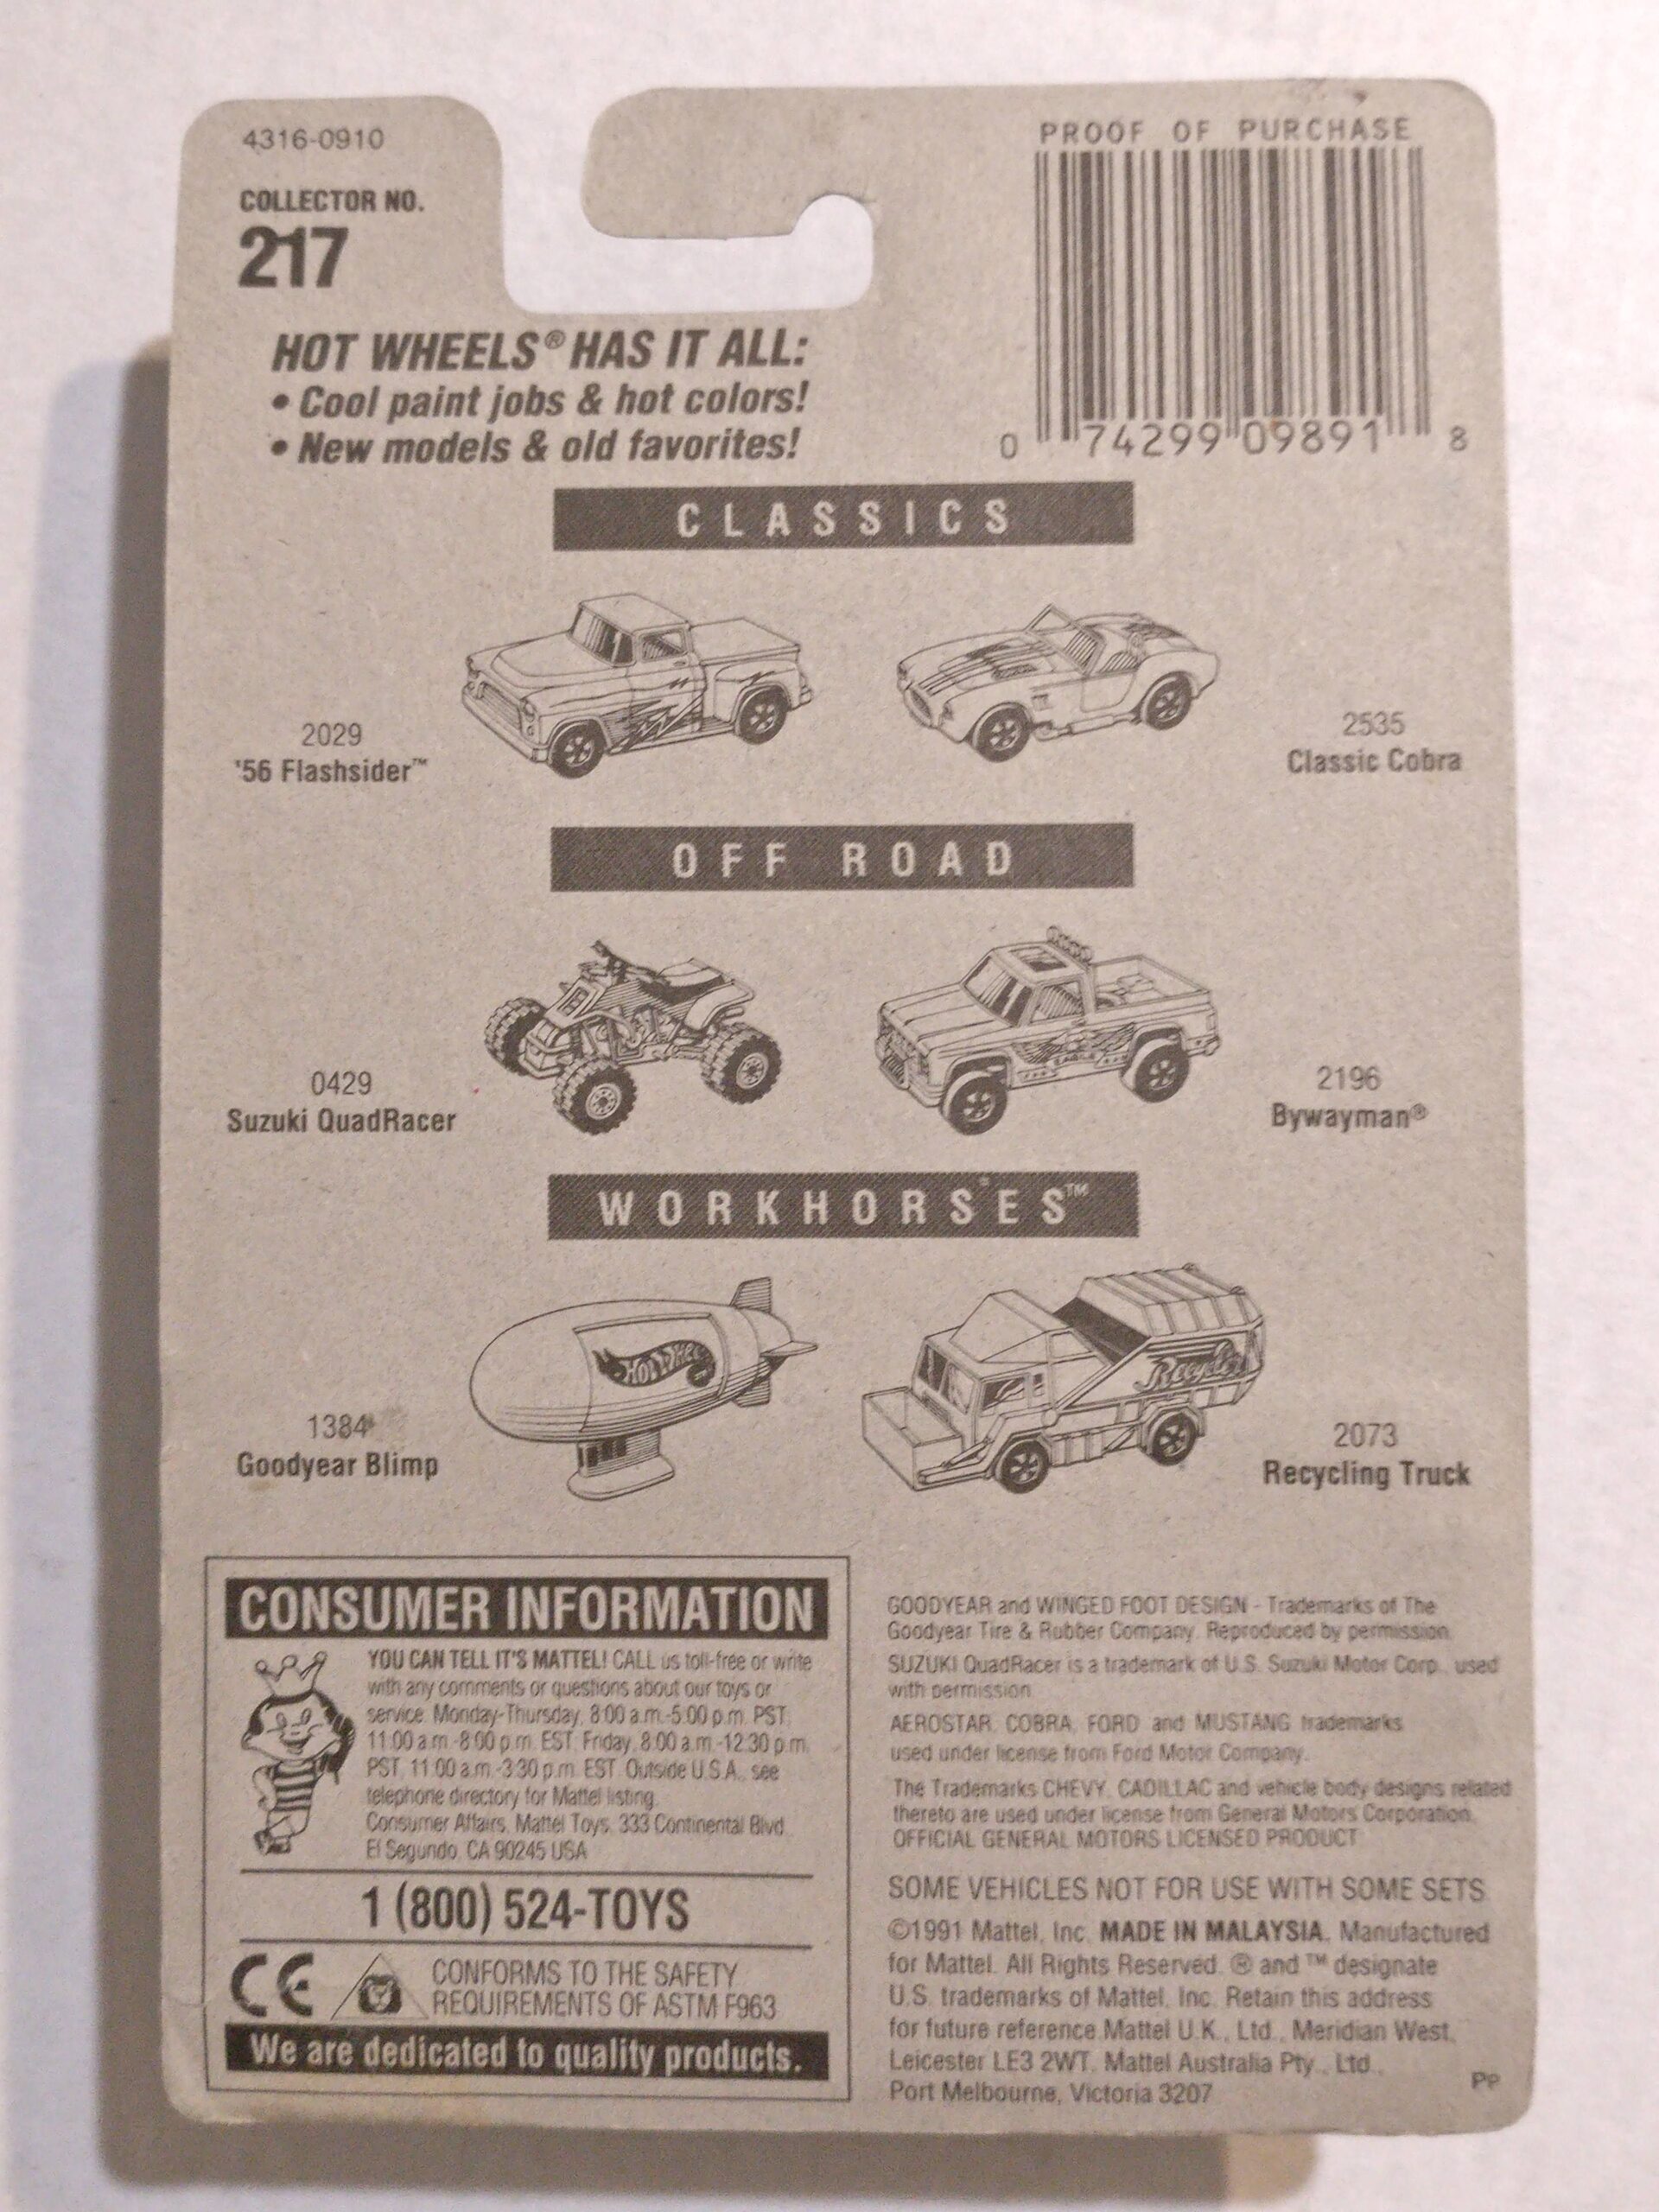 4316-0910
COLLECTOR NO.
217
PROOF OF PURCHASE
0 74299 09891 8
HOT WHEELS® HAS IT ALL:
• Cool paint jobs & hot colors!
• New models & old favorites!
CLASSICS
2029
'56 Flashsider™
2535
Classic Cobra
OFF ROAD
0429
Suzuki QuadRacer
2196
Bywayman®
WORKHORSES™
HOT WHEELS
1384
Goodyear Blimp
2073
Recycling Truck
CONSUMER INFORMATION
YOU CAN TELL IT'S MATTEL! CALL us toll-free or write
with any comments or questions about our toys or
service. Monday-Thursday, 8:00 a.m.-5:00 p.m. PST,
11:00 a.m.-8:00 p.m. EST; Friday, 8:00 a.m.-12:30 p.m.
PST, 11:00 a.m.-3:30 p.m. EST. Outside U.S.A., see
telephone directory for Mattel listing.
Consumer Affairs, Mattel Toys, 333 Continental Blvd.
El Segundo, CA 90245 USA
1 (800) 524-TOYS
CE
CONFORMS TO THE SAFETY
REQUIREMENTS OF ASTM F963
We are dedicated to quality products.
GOODYEAR and WINGED FOOT DESIGN - Trademarks of The
Goodyear Tire & Rubber Company. Reproduced by permission.
SUZUKI QuadRacer is a trademark of U.S. Suzuki Motor Corp., used
with permission
AEROSTAR, COBRA, FORD and MUSTANG trademarks
used under license from Ford Motor Company.
The Trademarks CHEVY, CADILLAC and vehicle body designs related
thereto are used under license from General Motors Corporation.
OFFICIAL GENERAL MOTORS LICENSED PRODUCT
SOME VEHICLES NOT FOR USE WITH SOME SETS
©1991 Mattel, Inc. MADE IN MALAYSIA. Manufactured
for Mattel. All Rights Reserved. ® and ™ designate
U.S. trademarks of Mattel, Inc. Retain this address
for future reference. Mattel U.K., Ltd., Meridian West,
Leicester LE3 2WT. Mattel Australia Pty., Ltd.,
Port Melbourne, Victoria 3207
PP